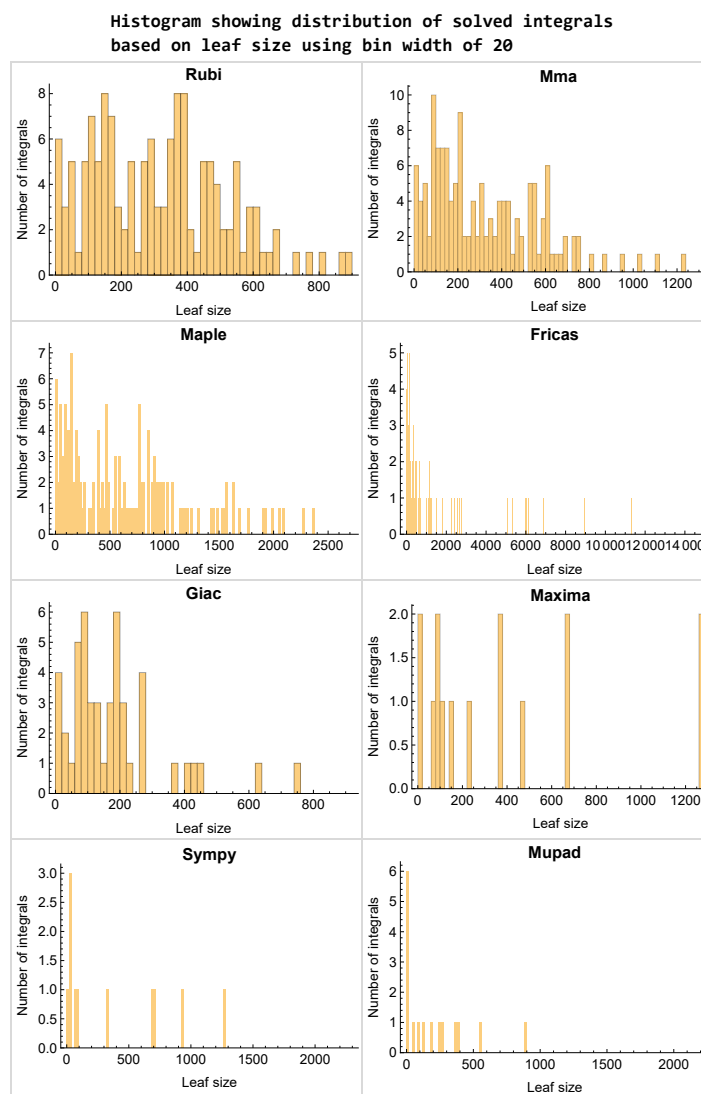 Histogram showing distribution of solved integrals
based on leaf size using bin width of 20
Rubi
Number of integrals
8
6
4
2
0
0 200 400 600 800
Leaf size
Mma
Number of integrals
10
8
6
4
2
0
0 200 400 600 800 1000 1200
Leaf size
Maple
Number of integrals
7
6
5
4
3
2
1
0
0 500 1000 1500 2000 2500
Leaf size
Fricas
Number of integrals
5
4
3
2
1
0
0 2000 4000 6000 8000 10000 12000 1400
Leaf size
Giac
Number of integrals
6
5
4
3
2
1
0
0 200 400 600 800
Leaf size
Maxima
Number of integrals
2.0
1.5
1.0
0.5
0.0
0 200 400 600 800 1000 1200
Leaf size
Sympy
Number of integrals
3.0
2.5
2.0
1.5
1.0
0.5
0.0
0 500 1000 1500 2000
Leaf size
Mupad
Number of integrals
6
5
4
3
2
1
0
0 500 1000 1500 2000
Leaf size